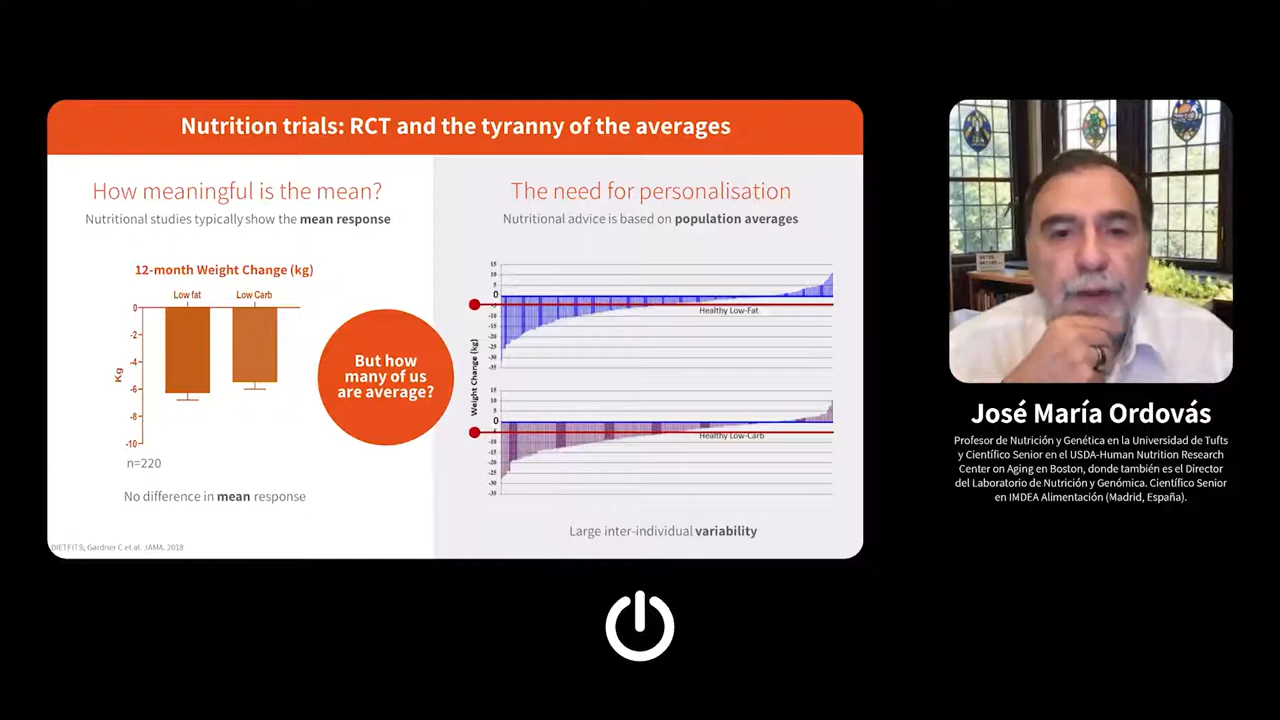 Nutrition trials: RCT and the tyranny of the averages
How meaningful is the mean?
Nutritional studies typically show the mean response
12-month Weight Change (kg)
Low fat Low Carb
0
-2
-4
-6
-8
-10
Kg
n=220
No difference in mean response
DIETFITS; Gardner C et al. JAMA. 2018
But how
many of us
are average?
The need for personalisation
Nutritional advice is based on population averages
Weight Change (kg)
15
10
5
0
-5
-10
-15
-20
-25
-30
-35
Healthy Low-Fat
15
10
5
0
-5
-10
-15
-20
-25
-30
-35
Healthy Low-Carb
Large inter-individual variability
José María Ordovás
Profesor de Nutrición y Genética en la Universidad de Tufts
y Científico Senior en el USDA-Human Nutrition Research
Center on Aging en Boston, donde también es el Director
del Laboratorio de Nutrición y Genómica. Científico Senior
en IMDEA Alimentación (Madrid, España).